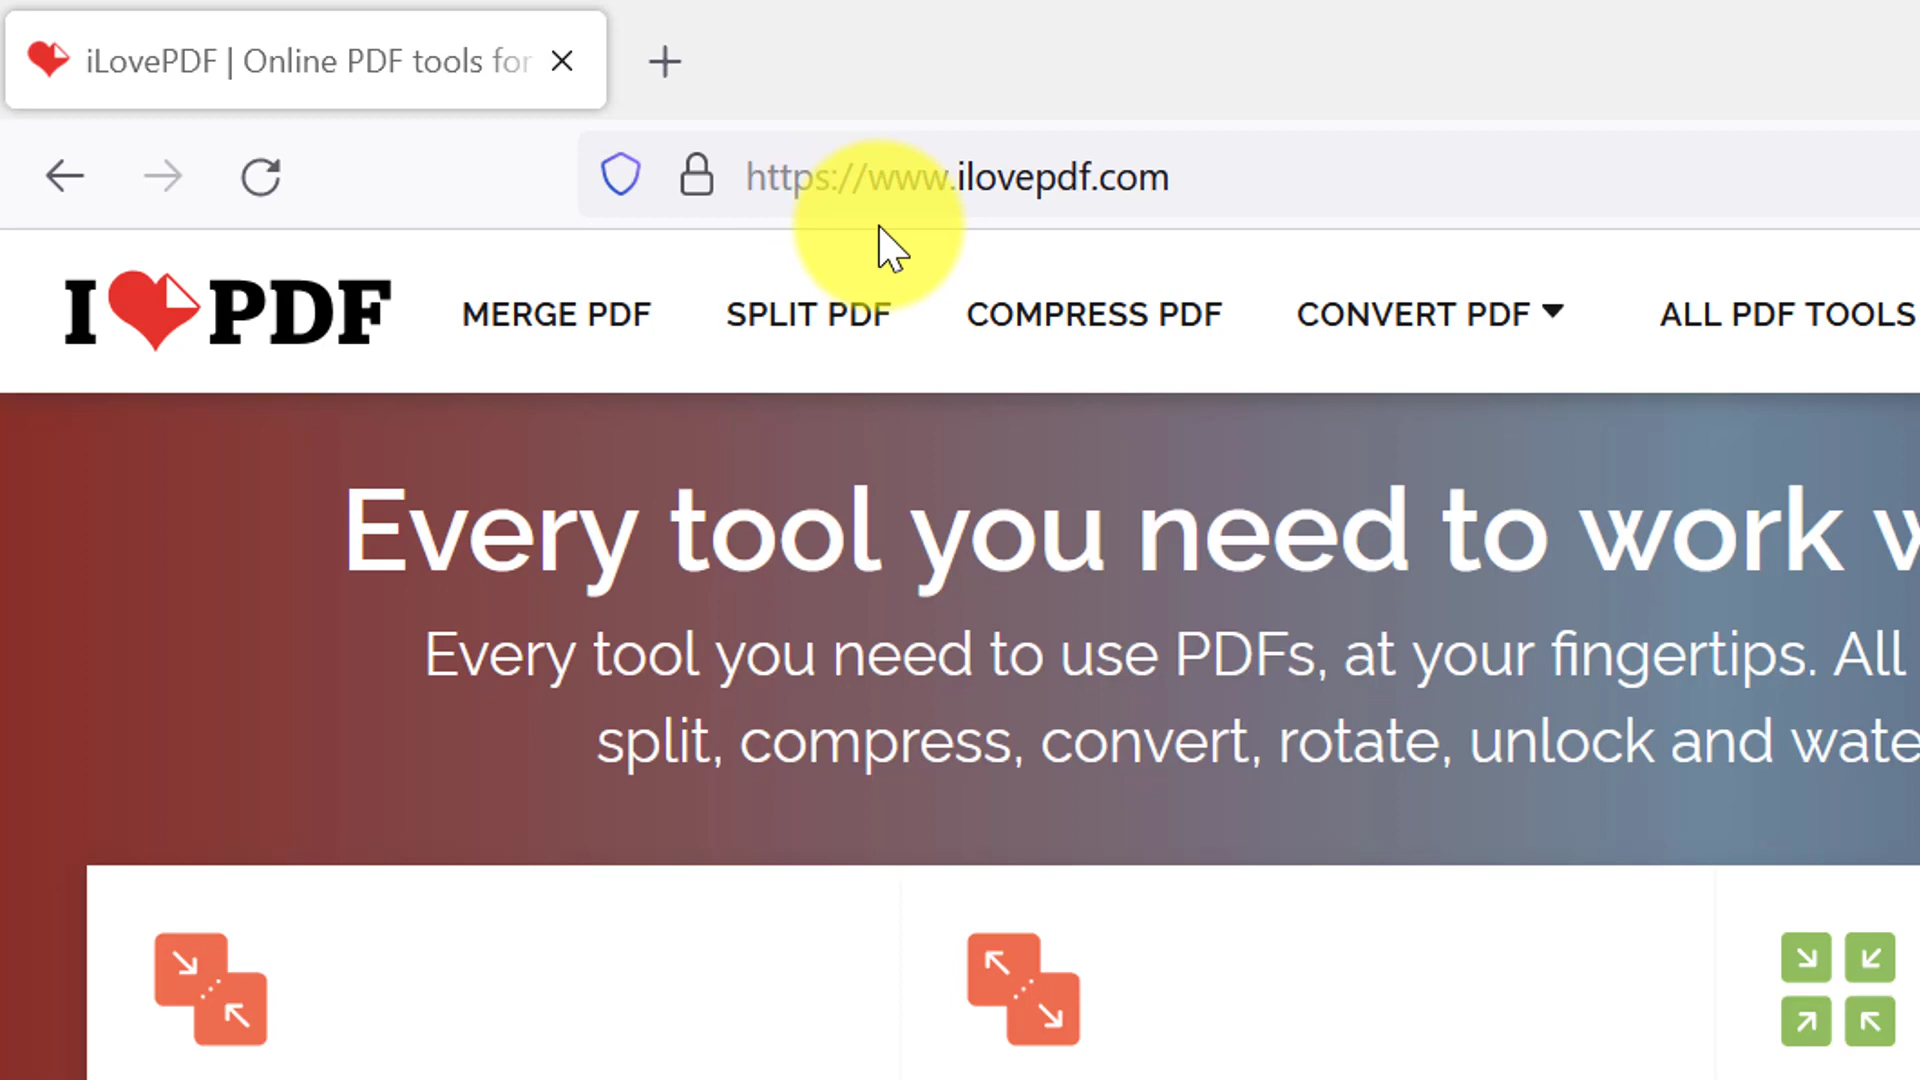 iLovePDF | Online PDF tools for
https://www.ilovepdf.com
I PDF
MERGE PDF
SPLIT PDF
COMPRESS PDF
CONVERT PDF
ALL PDF TOOLS
Every tool you need to work w
Every tool you need to use PDFs, at your fingertips. All
split, compress, convert, rotate, unlock and wate